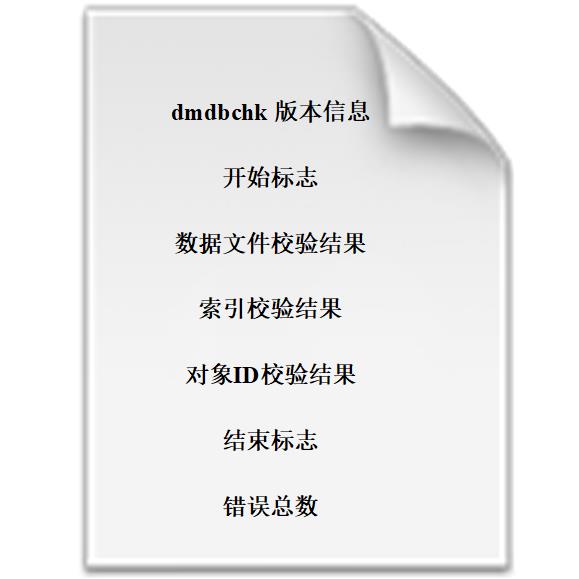 dmdbchk 版本信息
开始标志
数据文件校验结果
索引校验结果
对象ID校验结果
结束标志
错误总数